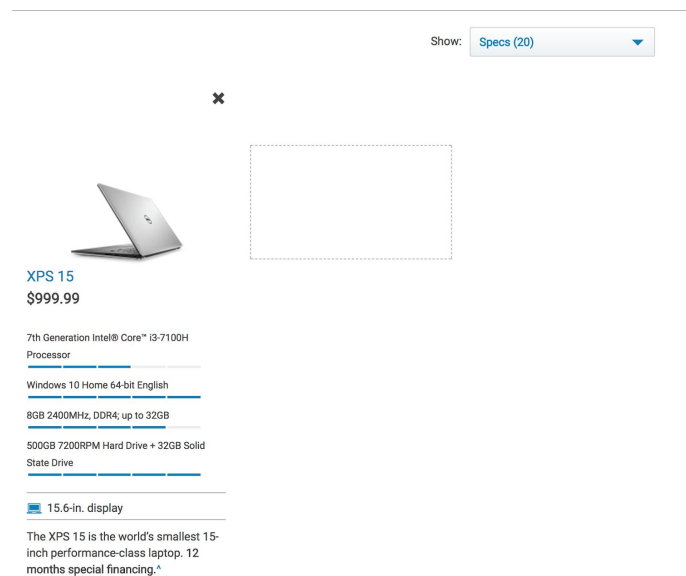 Show: Specs (20)
✖
XPS 15
$999.99
7th Generation Intel® Core™ i3-7100H
Processor
Windows 10 Home 64-bit English
8GB 2400MHz, DDR4; up to 32GB
500GB 7200RPM Hard Drive + 32GB Solid
State Drive
15.6-in. display
The XPS 15 is the world's smallest 15-
inch performance-class laptop. 12
months special financing.^